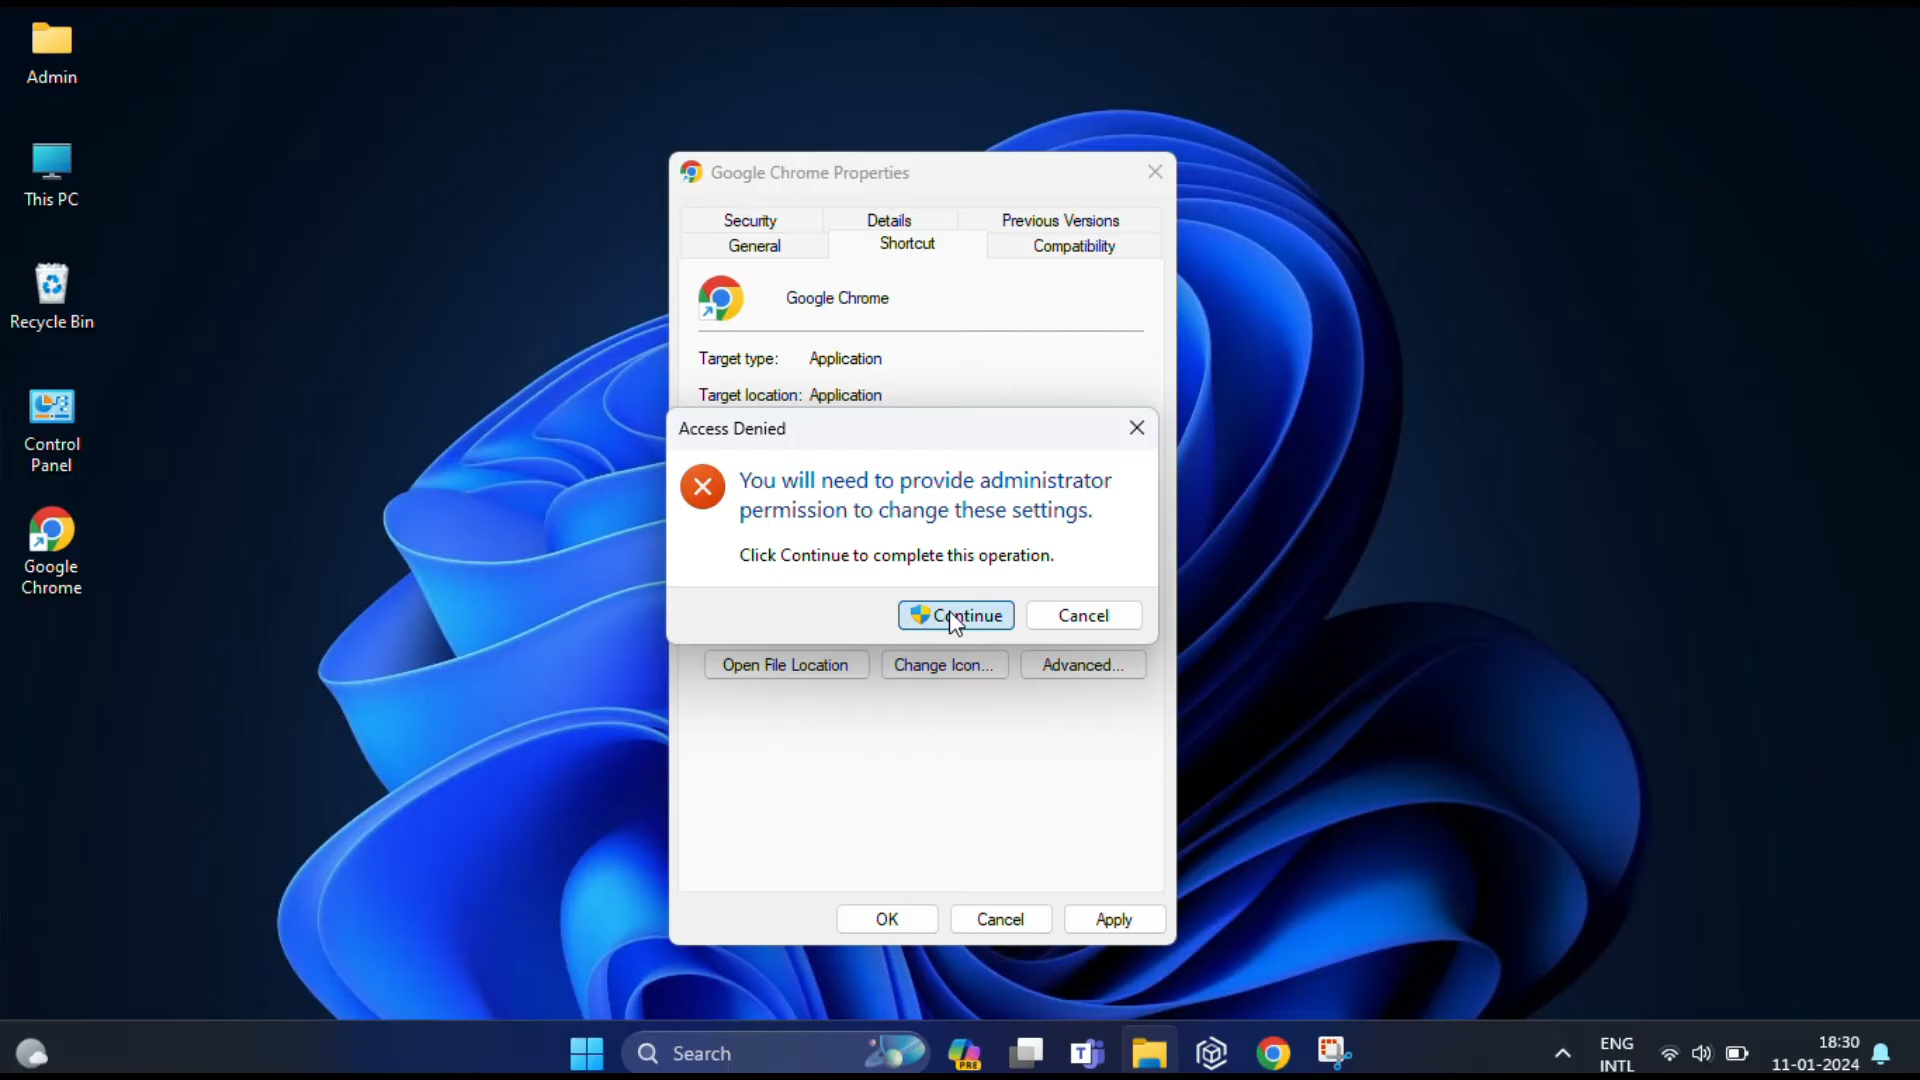 Admin
This PC
Recycle Bin
Control
Panel
Google
Chrome
Google Chrome Properties
Security Details Previous Versions
General Shortcut Compatibility
Google Chrome
Target type: Application
Target location: Application
Access Denied
You will need to provide administrator
permission to change these settings.
Click Continue to complete this operation.
Continue Cancel
Open File Location Change Icon... Advanced...
OK Cancel Apply
Search
PRE
T
ENG
INTL
18:30
11-01-2024